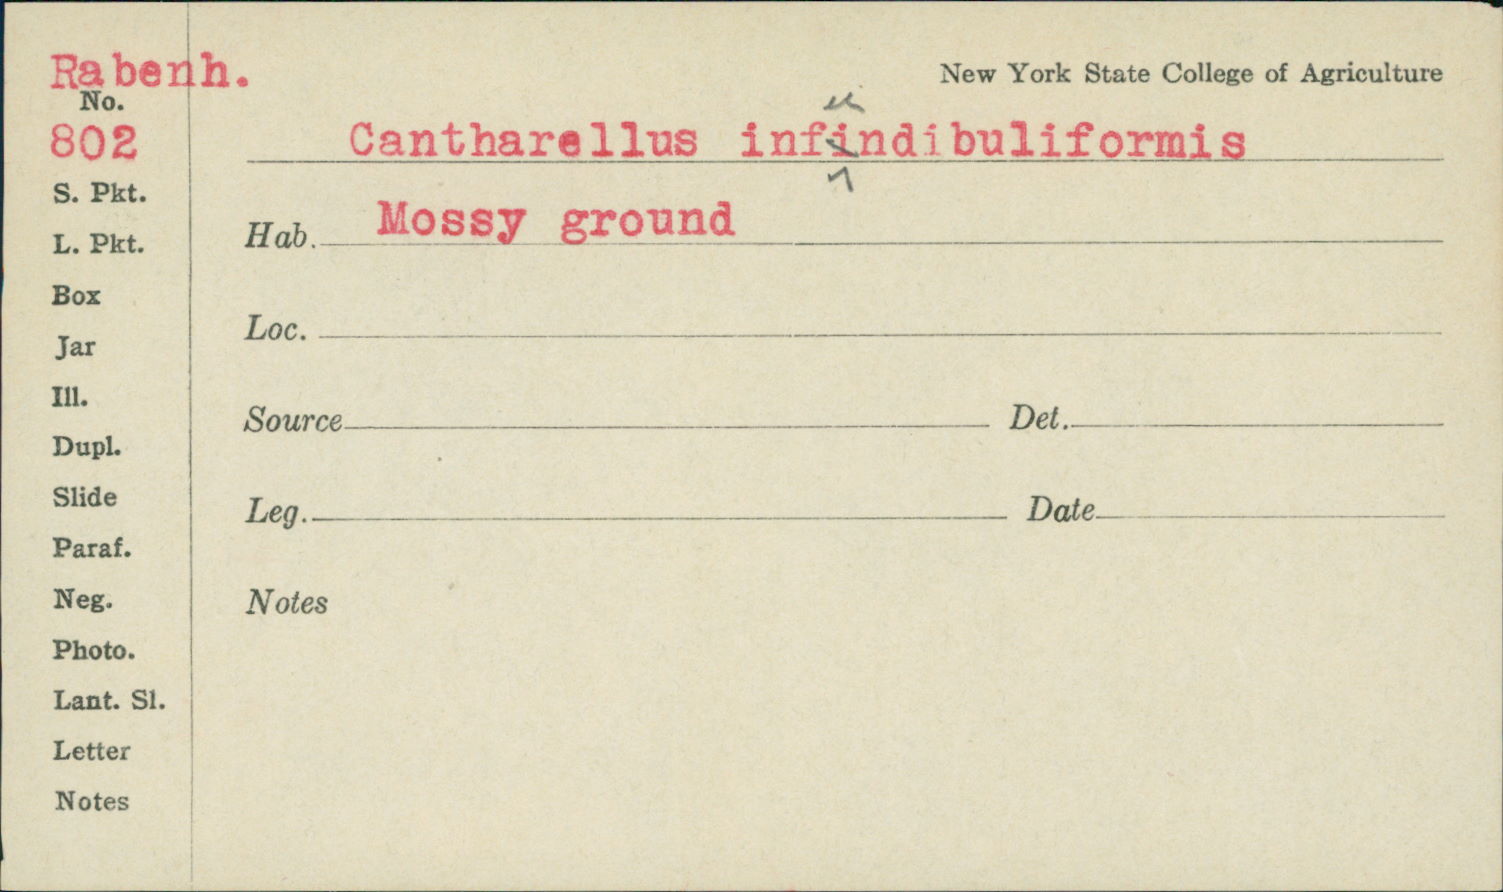 Rabenh.
New York State College of Agriculture
No.
802
u
Cantharellus infindibuliformis
S. Pkt.
Hab. Mossy ground
L. Pkt.
Box
Loc.
Jar
Ill.
Source Det.
Dupl.
Slide
Leg. Date
Paraf.
Neg.
Notes
Photo.
Lant. Sl.
Letter
Notes